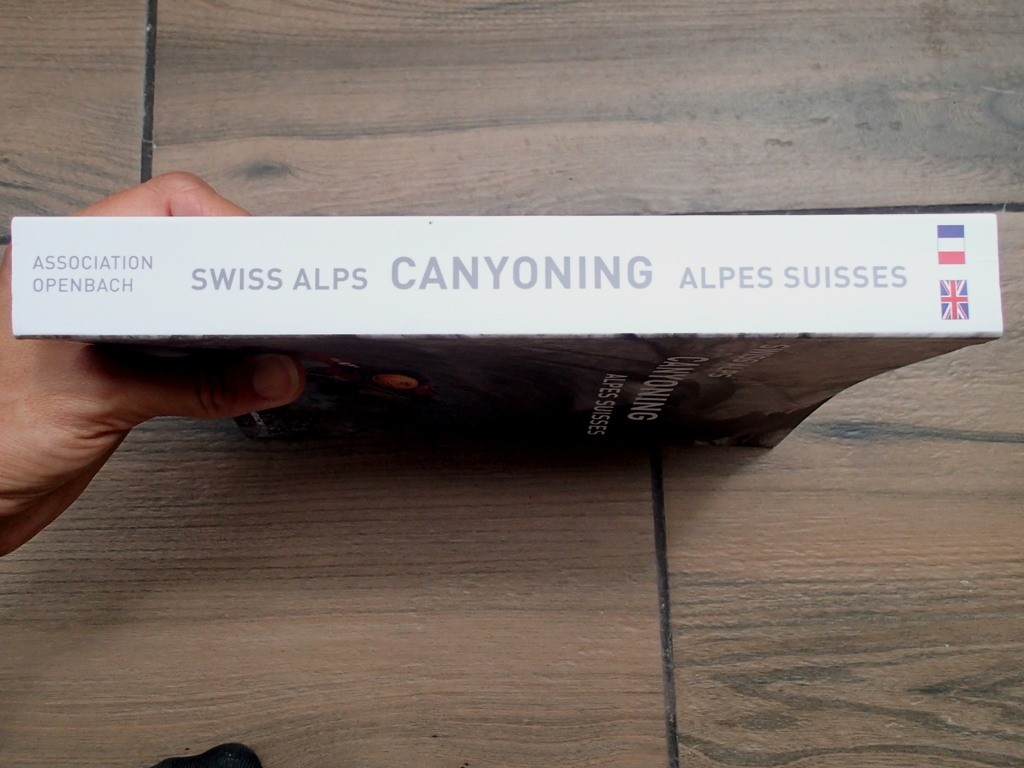 ASSOCIATION
OPENBACH
SWISS ALPS CANYONING ALPES SUISSES
CANYONING
ALPES SUISSES